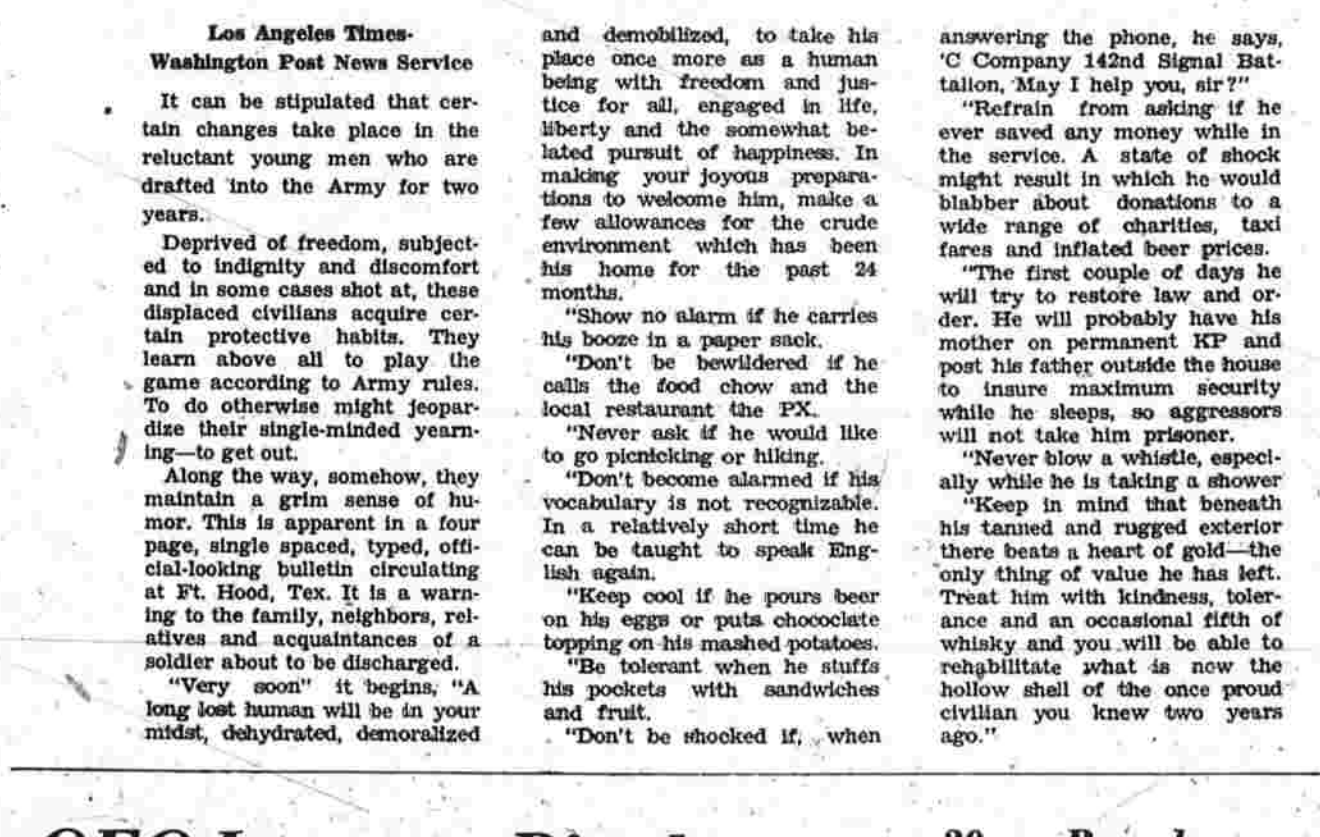 Los Angeles Times-
Washington Post News Service
It can be stipulated that cer-
tain changes take place in the
reluctant young men who are
drafted into the Army for two
years.
Deprived of freedom, subject-
ed to indignity and discomfort
and in some cases shot at, these
displaced civilians acquire cer-
tain protective habits. They
learn above all to play the
game according to Army rules.
To do otherwise might jeopar-
dize their single-minded yearn-
ing—to get out.
Along the way, somehow, they
maintain a grim sense of hu-
mor. This is apparent in a four
page, single spaced, typed, offi-
cial-looking bulletin circulating
at Ft. Hood, Tex. It is a warn-
ing to the family, neighbors, rel-
atives and acquaintances of a
soldier about to be discharged.
"Very soon" it begins, "A
long lost human will be in your
midst, dehydrated, demoralized
and demobilized, to take his
place once more as a human
being with freedom and jus-
tice for all, engaged in life,
liberty and the somewhat be-
lated pursuit of happiness. In
making your joyous prepara-
tions to welcome him, make a
few allowances for the crude
environment which has been
his home for the past 24
months.
"Show no alarm if he carries
his booze in a paper sack.
"Don't be bewildered if he
calls the food chow and the
local restaurant the PX.
"Never ask if he would like
to go picnicking or hiking.
"Don't become alarmed if his
vocabulary is not recognizable.
In a relatively short time he
can be taught to speak Eng-
lish again.
"Keep cool if he pours beer
on his eggs or puts chococlate
topping on his mashed potatoes.
"Be tolerant when he stuffs
his pockets with sandwiches
and fruit.
"Don't be shocked if, when
answering the phone, he says,
'C Company 142nd Signal Bat-
talion, May I help you, sir?"
"Refrain from asking if he
ever saved any money while in
the service. A state of shock
might result in which he would
blabber about donations to a
wide range of charities, taxi
fares and inflated beer prices.
"The first couple of days he
will try to restore law and or-
der. He will probably have his
mother on permanent KP and
post his father outside the house
to insure maximum security
while he sleeps, so aggressors
will not take him prisoner.
"Never blow a whistle, especi-
ally while he is taking a shower
"Keep in mind that beneath
his tanned and rugged exterior
there beats a heart of gold—the
only thing of value he has left.
Treat him with kindness, toler-
ance and an occasional fifth of
whisky and you will be able to
rehabilitate what is now the
hollow shell of the once proud
civilian you knew two years
ago."